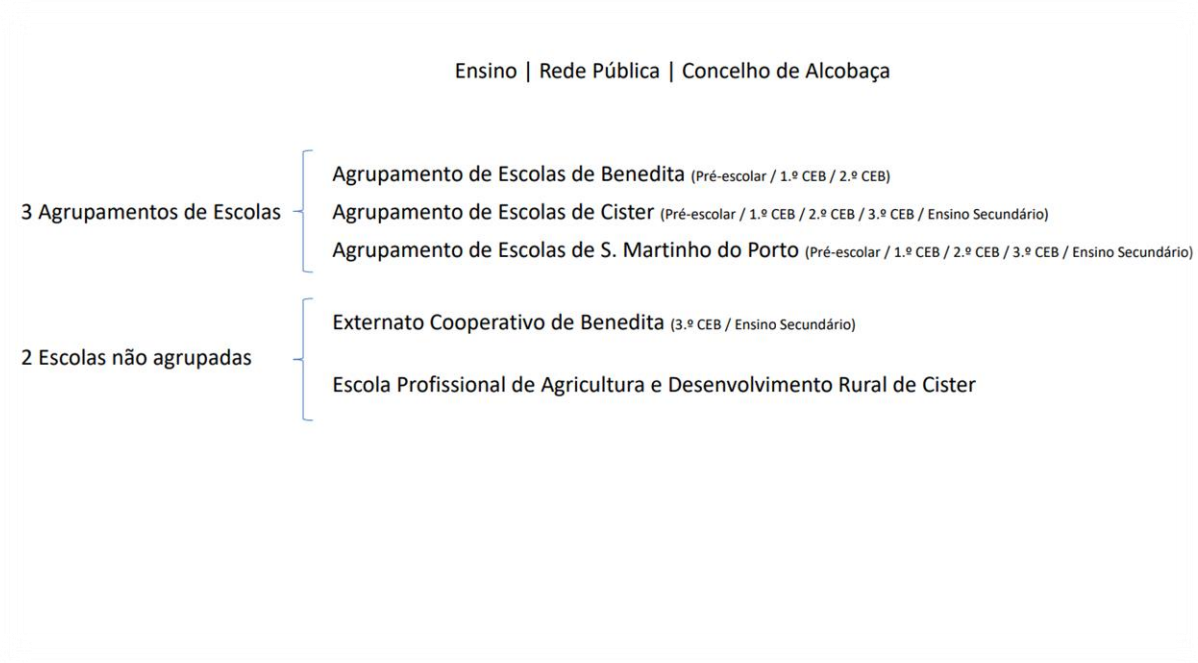 Ensino | Rede Pública | Concelho de Alcobaça
3 Agrupamentos de Escolas
Agrupamento de Escolas de Benedita (Pré-escolar / 1.º CEB / 2.º CEB)
Agrupamento de Escolas de Cister (Pré-escolar / 1.º CEB / 2.º CEB / 3.º CEB / Ensino Secundário)
Agrupamento de Escolas de S. Martinho do Porto (Pré-escolar / 1.º CEB / 2.º CEB / 3.º CEB / Ensino Secundário)
2 Escolas não agrupadas
Externato Cooperativo de Benedita (3.º CEB / Ensino Secundário)
Escola Profissional de Agricultura e Desenvolvimento Rural de Cister